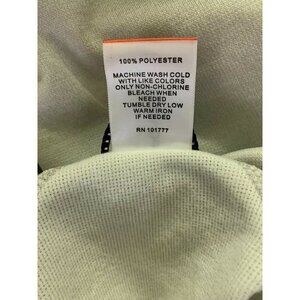 100% POLYESTER
MACHINE WASH COLD
WITH LIKE COLORS
ONLY NON-CHLORINE
BLEACH WHEN
NEEDED
TUMBLE DRY LOW
WARM IRON
IF NEEDED
RN 101777